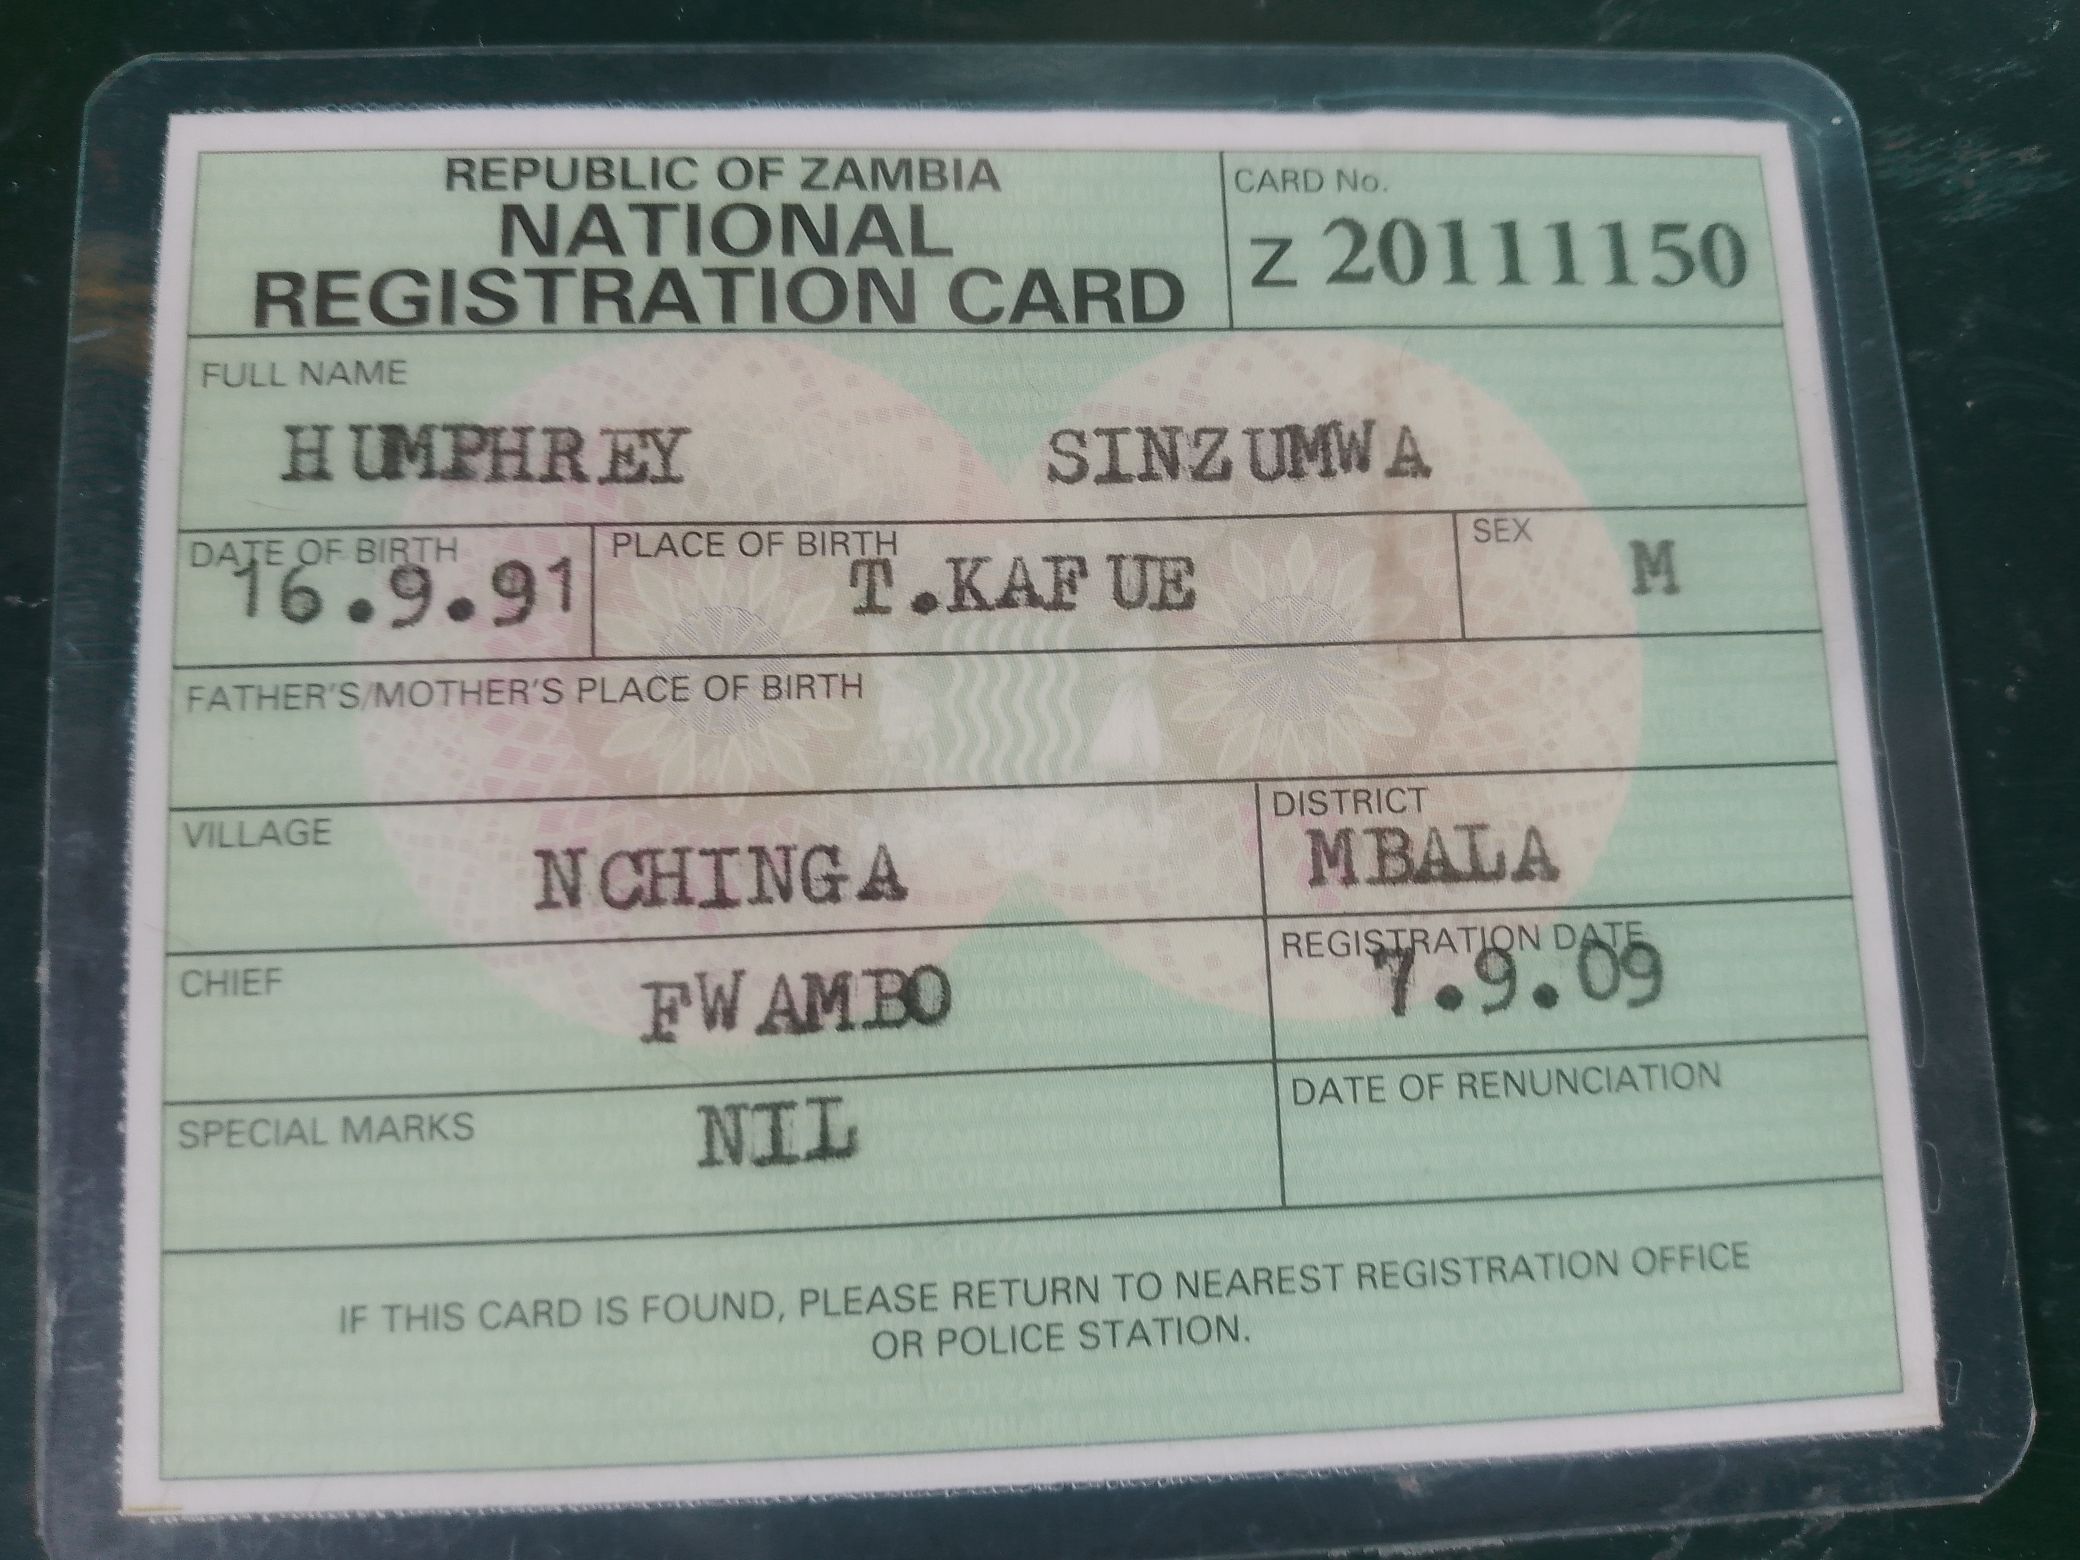 REPUBLIC OF ZAMBIA
NATIONAL
REGISTRATION CARD
CARD No.
Z 20111150
FULL NAME
HUMPHREY SINZUMWA
DATE OF BIRTH
16.9.91
PLACE OF BIRTH
T.KAFUE
SEX
M
FATHER'S/MOTHER'S PLACE OF BIRTH
VILLAGE
NCHINGA
DISTRICT
MBALA
CHIEF
FWAMBO
REGISTRATION DATE
7.9.09
SPECIAL MARKS
NIL
DATE OF RENUNCIATION
IF THIS CARD IS FOUND, PLEASE RETURN TO NEAREST REGISTRATION OFFICE
OR POLICE STATION.